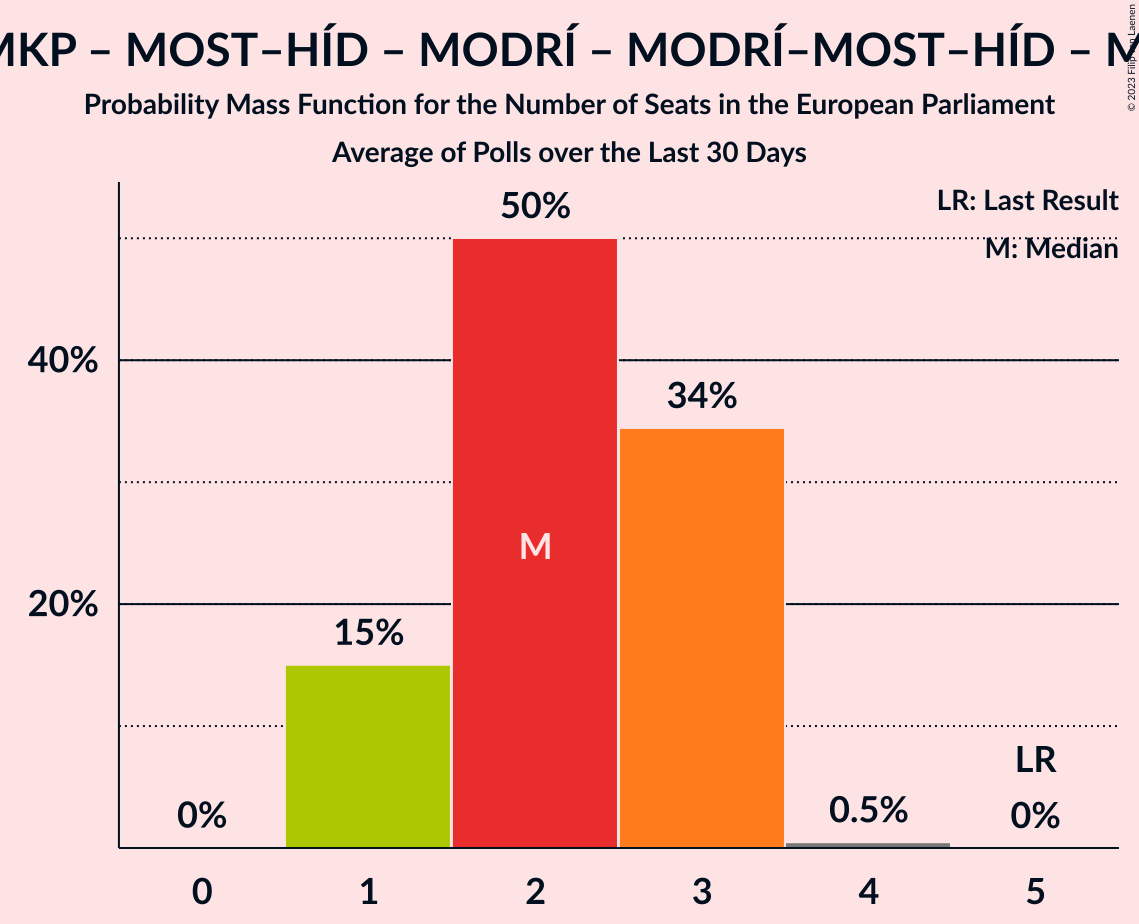 MKP – MOST–HÍD – MODRÍ – MODRÍ–MOST–HÍD – M
Probability Mass Function for the Number of Seats in the European Parliament
Average of Polls over the Last 30 Days
© 2023 Filip van Laenen
LR: Last Result
M: Median
50%
40%
34%
M
20%
15%
LR
0%
0.5%
0%
0 1 2 3 4 5